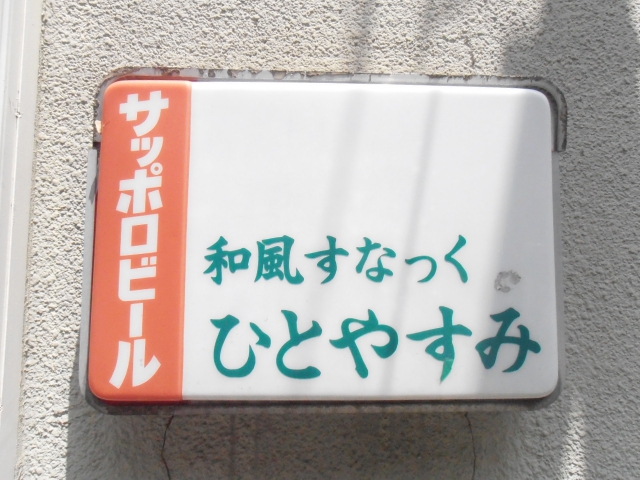 サッポロビール
和風すなっく
ひとやすみ